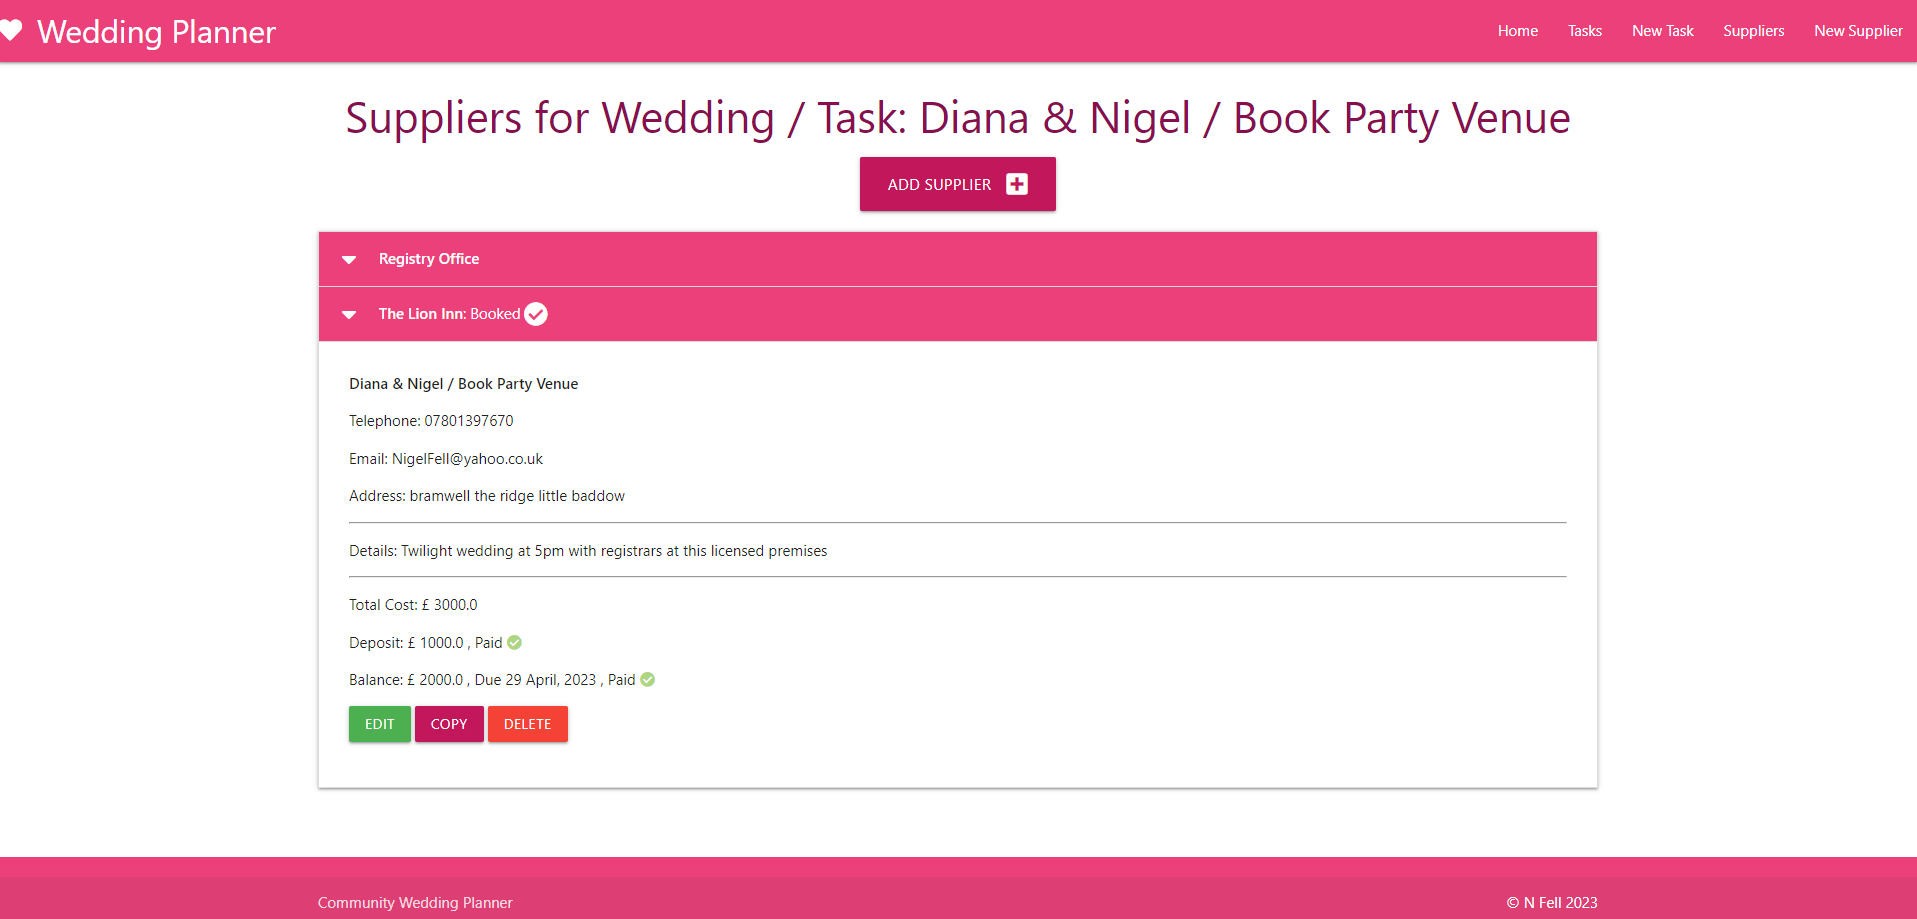 Wedding Planner
Home Tasks New Task Suppliers New Supplier
Suppliers for Wedding / Task: Diana & Nigel / Book Party Venue
ADD SUPPLIER
Registry Office
The Lion Inn: Booked
Diana & Nigel / Book Party Venue
Telephone: 07801397670
Email: NigelFell@yahoo.co.uk
Address: bramwell the ridge little baddow
Details: Twilight wedding at 5pm with registrars at this licensed premises
Total Cost: £ 3000.0
Deposit: £ 1000.0 , Paid
Balance: £ 2000.0 , Due 29 April, 2023 , Paid
EDIT COPY DELETE
Community Wedding Planner
© N Fell 2023